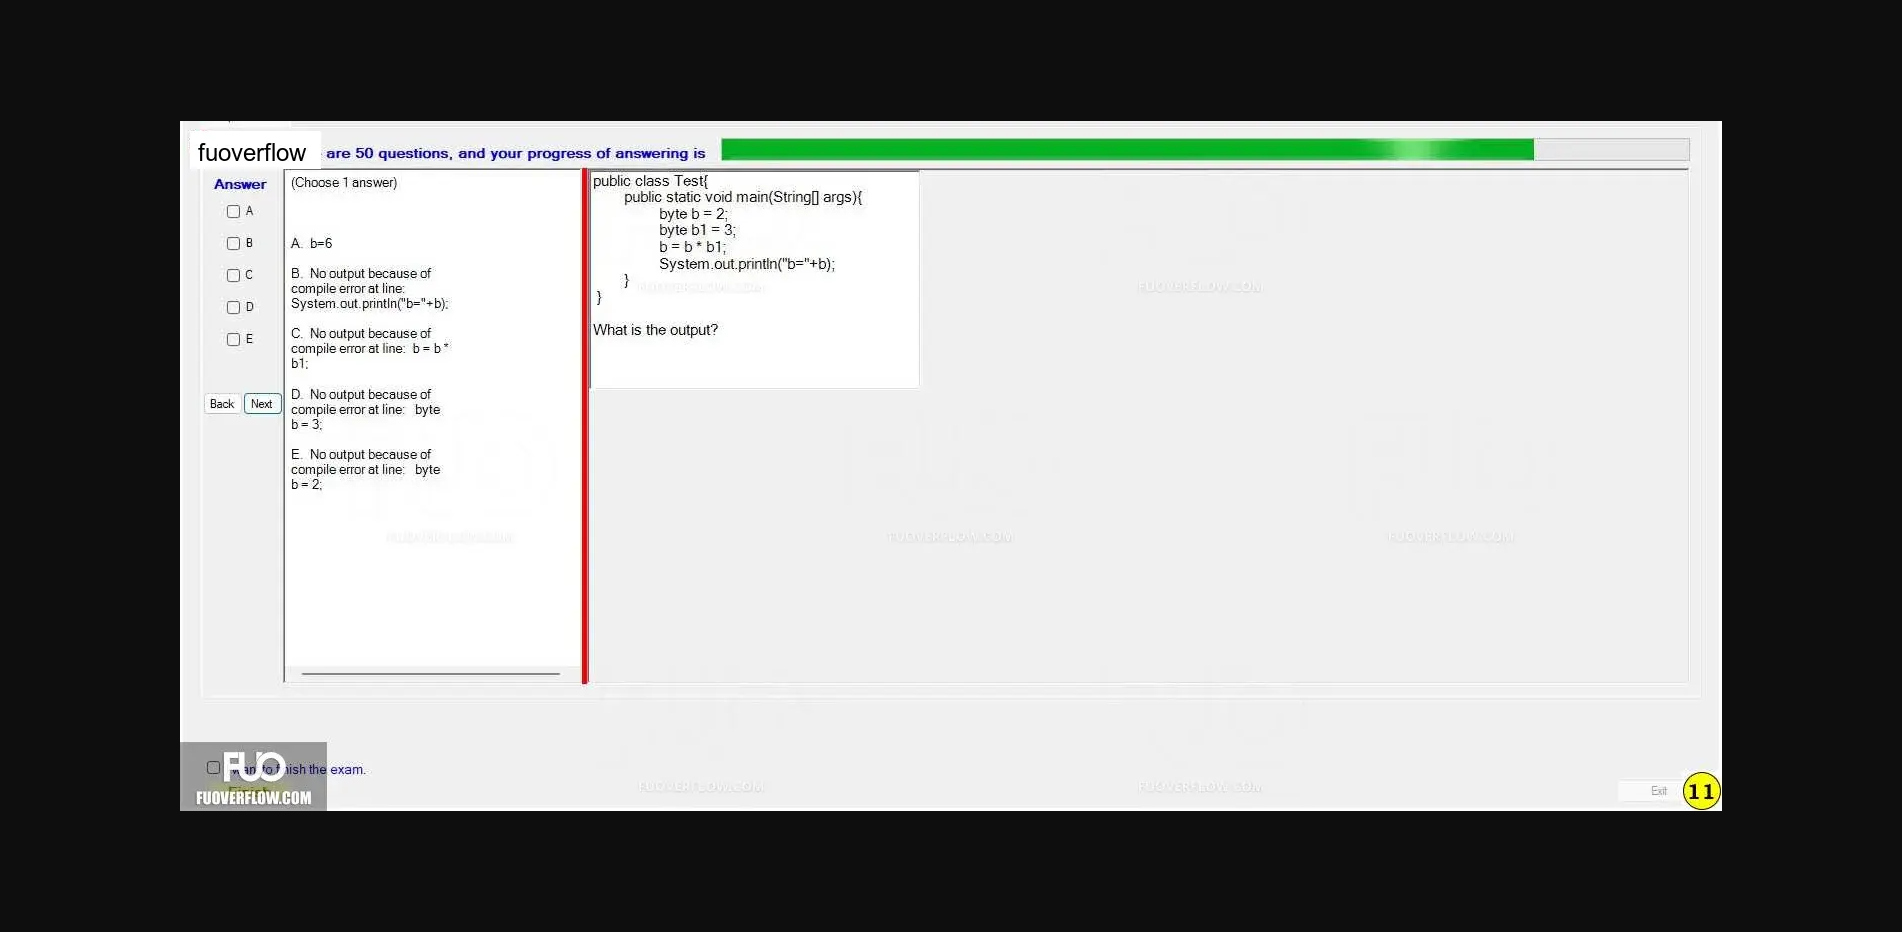 fuoverflow are 50 questions, and your progress of answering is
Answer
A
B
C
D
E
Back Next
(Choose 1 answer)
A. b=6
B. No output because of
compile error at line:
System.out.println("b="+b);
C. No output because of
compile error at line: b = b *
b1;
D. No output because of
compile error at line: byte
b = 3;
E. No output because of
compile error at line: byte
b = 2;
public class Test{
public static void main(String[] args){
byte b = 2;
byte b1 = 3;
b = b * b1;
System.out.println("b="+b);
}
}
What is the output?
FUOVERFLOW.COM
FUOVERFLOW.COM
FUOVERFLOW.COM
FUOVERFLOW.COM
FUOVERFLOW.COM
FUO
want to finish the exam.
Finish
FUOVERFLOW.COM
FUOVERFLOW.COM
FUOVERFLOW.COM
Exit
11